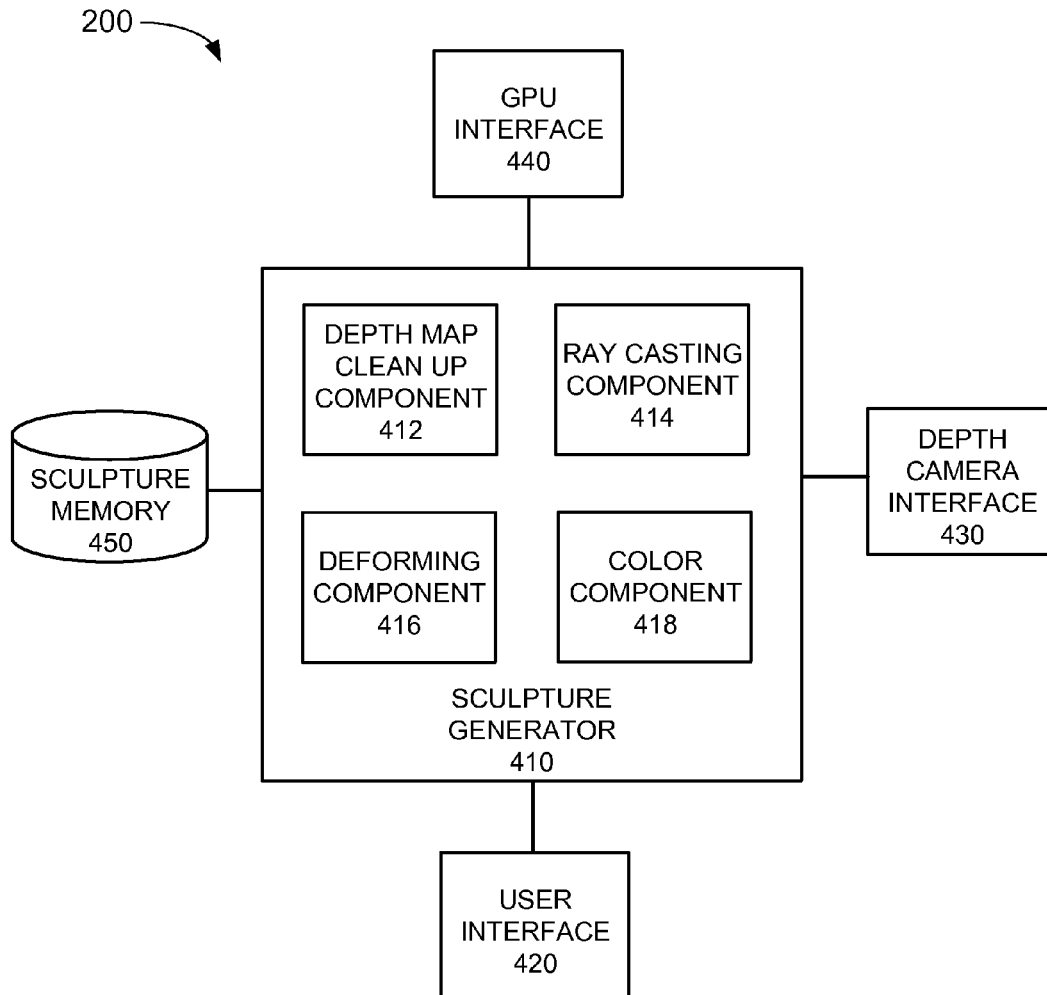 200
GPU
INTERFACE
440
DEPTH MAP
CLEAN UP
COMPONENT
412
RAY CASTING
COMPONENT
414
SCULPTURE
MEMORY
450
DEPTH
CAMERA
INTERFACE
430
DEFORMING
COMPONENT
416
COLOR
COMPONENT
418
SCULPTURE
GENERATOR
410
USER
INTERFACE
420